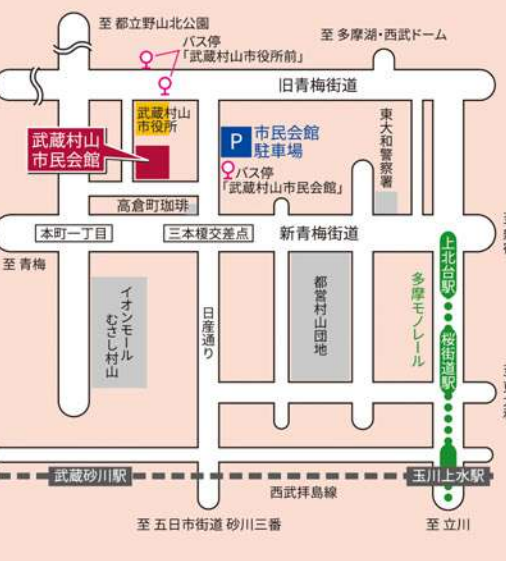 至 都立野山北公園
バス停
「武蔵村山市役所前」
至 多摩湖・西武ドーム
旧青梅街道
武蔵村山
市役所
武蔵村山
市民会館
P
市民会館
駐車場
バス停
「武蔵村山市民会館」
東大和警察署
高倉町珈琲
本町一丁目
三本榎交差点
新青梅街道
至 青梅
上北台駅
イオンモール
むさし村山
日産通り
都営村山団地
多摩モノレール
桜街道駅
武蔵砂川駅
玉川上水駅
西武拝島線
至 五日市街道 砂川三番
至 立川